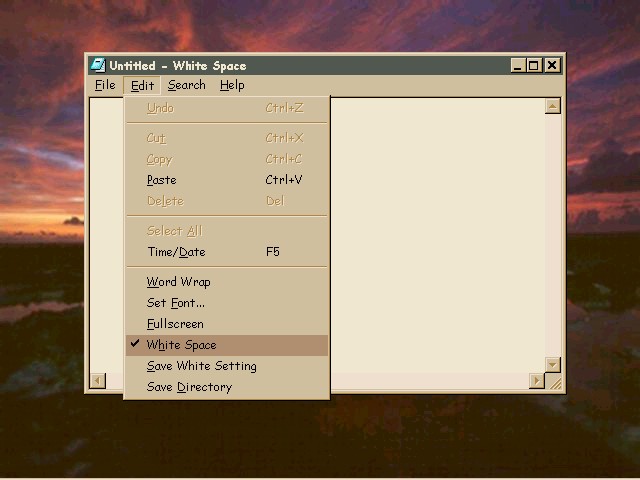 Untitled - White Space
File Edit Search Help
Undo Ctrl+Z
Cut Ctrl+X
Copy Ctrl+C
Paste Ctrl+V
Delete Del
Select All
Time/Date F5
Word Wrap
Set Font...
Fullscreen
White Space
Save White Setting
Save Directory